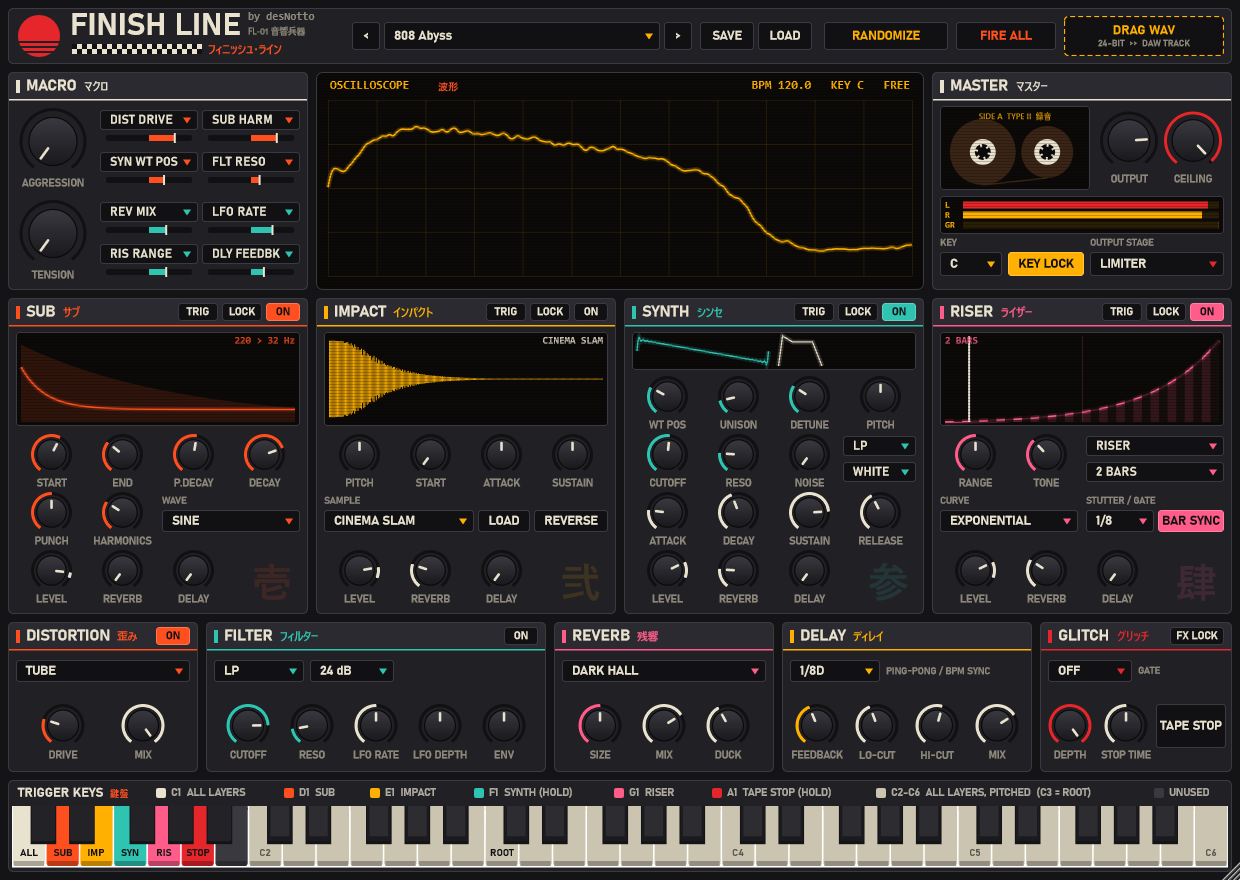 FINISH LINE by desNotto
FL-01 音響兵器
フィニッシュ・ライン
808 Abyss
SAVE LOAD RANDOMIZE FIRE ALL
DRAG WAV
24-BIT >> DAW TRACK
MACRO マクロ
DIST DRIVE SUB HARM
SYN WT POS FLT RESO
AGGRESSION
REV MIX LFO RATE
RIS RANGE DLY FEEDBK
TENSION
OSCILLOSCOPE 波形 BPM 120.0 KEY C FREE
MASTER マスター
SIDE A TYPE II 録音
OUTPUT CEILING
L
R
GR
KEY OUTPUT STAGE
C KEY LOCK LIMITER
SUB サブ TRIG LOCK ON
220 > 32 Hz
START END P.DECAY DECAY
WAVE
SINE
PUNCH HARMONICS
LEVEL REVERB DELAY 壱
IMPACT インパクト TRIG LOCK ON
CINEMA SLAM
PITCH START ATTACK SUSTAIN
SAMPLE
CINEMA SLAM LOAD REVERSE
LEVEL REVERB DELAY 弐
SYNTH シンセ TRIG LOCK ON
WT POS UNISON DETUNE PITCH
LP
WHITE
CUTOFF RESO NOISE
ATTACK DECAY SUSTAIN RELEASE
LEVEL REVERB DELAY 参
RISER ライザー TRIG LOCK ON
2 BARS
RISER
2 BARS
RANGE TONE
CURVE STUTTER / GATE
EXPONENTIAL 1/8 BAR SYNC
LEVEL REVERB DELAY 肆
DISTORTION 歪み ON
TUBE
DRIVE MIX
FILTER フィルター ON
LP 24 dB
CUTOFF RESO LFO RATE LFO DEPTH ENV
REVERB 残響
DARK HALL
SIZE MIX DUCK
DELAY ディレイ
1/8D PING-PONG / BPM SYNC
FEEDBACK LO-CUT HI-CUT MIX
GLITCH グリッチ FX LOCK
OFF GATE
TAPE STOP
DEPTH STOP TIME
TRIGGER KEYS 鍵盤 C1 ALL LAYERS D1 SUB E1 IMPACT F1 SYNTH (HOLD) G1 RISER A1 TAPE STOP (HOLD) C2-C6 ALL LAYERS, PITCHED (C3 = ROOT) UNUSED
ALL SUB IMP SYN RIS STOP C2 ROOT C4 C5 C6